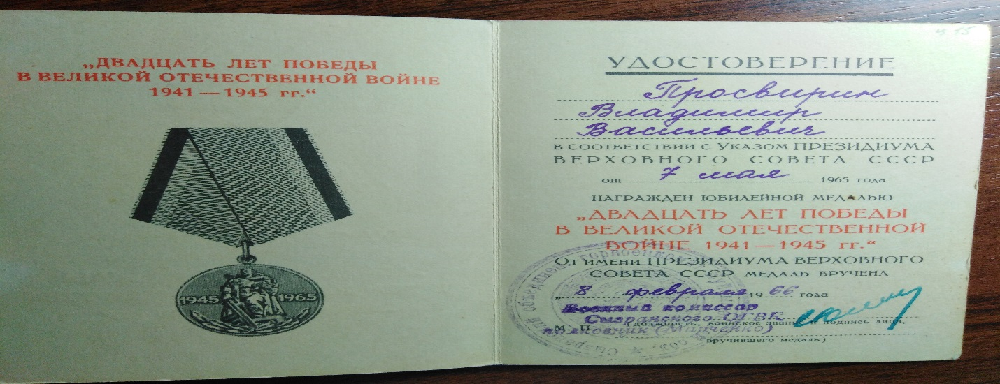 „ДВАДЦАТЬ ЛЕТ ПОБЕДЫ
В ВЕЛИКОЙ ОТЕЧЕСТВЕННОЙ ВОЙНЕ
1941 — 1945 гг.“
1945 1965
УДОСТОВЕРЕНИЕ
Просвирин
Владимир
Васильевич
В СООТВЕТСТВИИ С УКАЗОМ ПРЕЗИДИУМА
ВЕРХОВНОГО СОВЕТА СССР
от 7 мая 1965 года
НАГРАЖДЕН ЮБИЛЕЙНОЙ МЕДАЛЬЮ
„ДВАДЦАТЬ ЛЕТ ПОБЕДЫ
В ВЕЛИКОЙ ОТЕЧЕСТВЕННОЙ
ВОЙНЕ 1941 — 1945 гг.“
От имени ПРЕЗИДИУМА ВЕРХОВНОГО
СОВЕТА СССР МЕДАЛЬ ВРУЧЕНА
„8 февраля 1966 года
Военный комиссар
Сызранского ОГВК
М. П. (должность, воинское звание и подпись лица,
полковник (Марченко)
вручившего медаль)